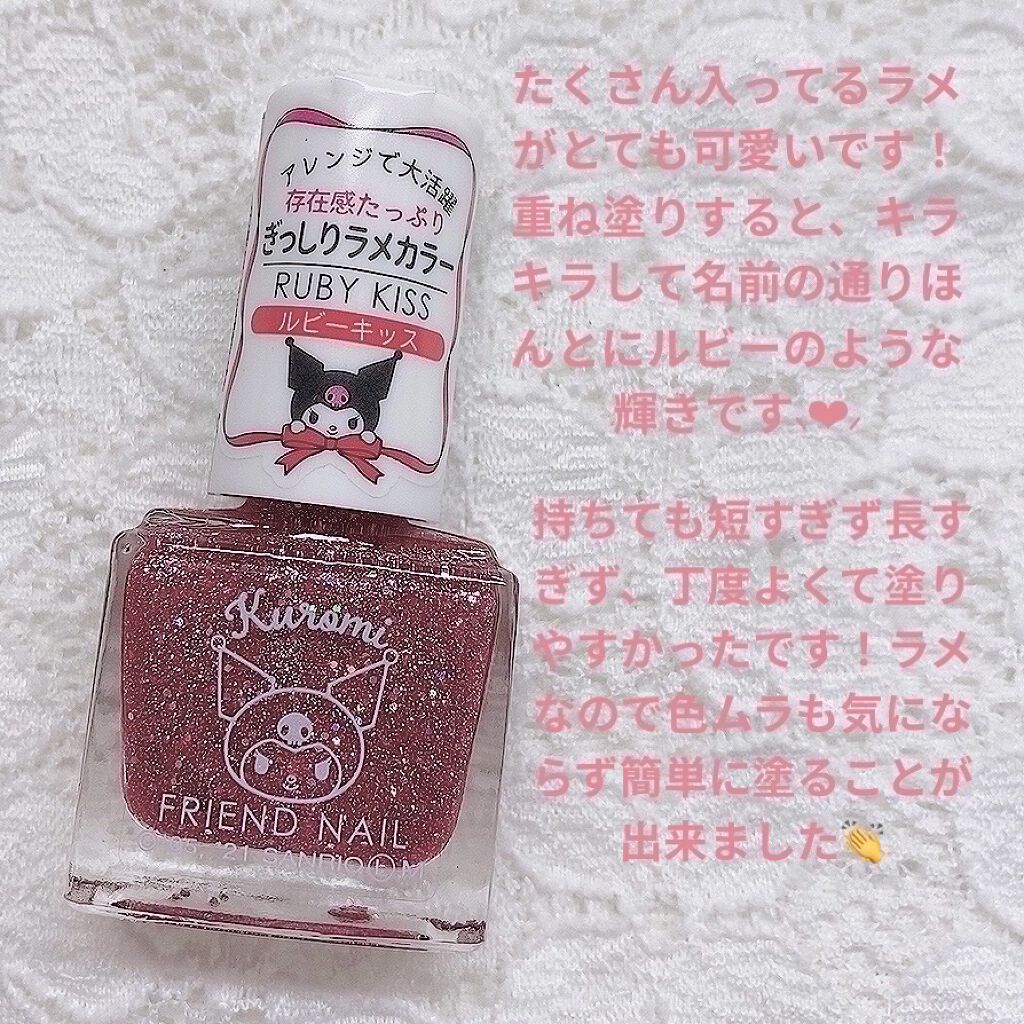 アレンジで大活躍
存在感たっぷり
ぎっしりラメカラー
RUBY KISS
ルビーキッス
Kuromi
FRIEND NAIL
21 SANRIO
たくさん入ってるラメ
がとても可愛いです！
重ね塗りすると、キラ
キラして名前の通りほ
んとにルビーのような
輝きです❤
持ちても短すぎず長す
ぎず、丁度よくて塗り
やすかったです！ラメ
なので色ムラも気にな
らず簡単に塗ることが
出来ました👏